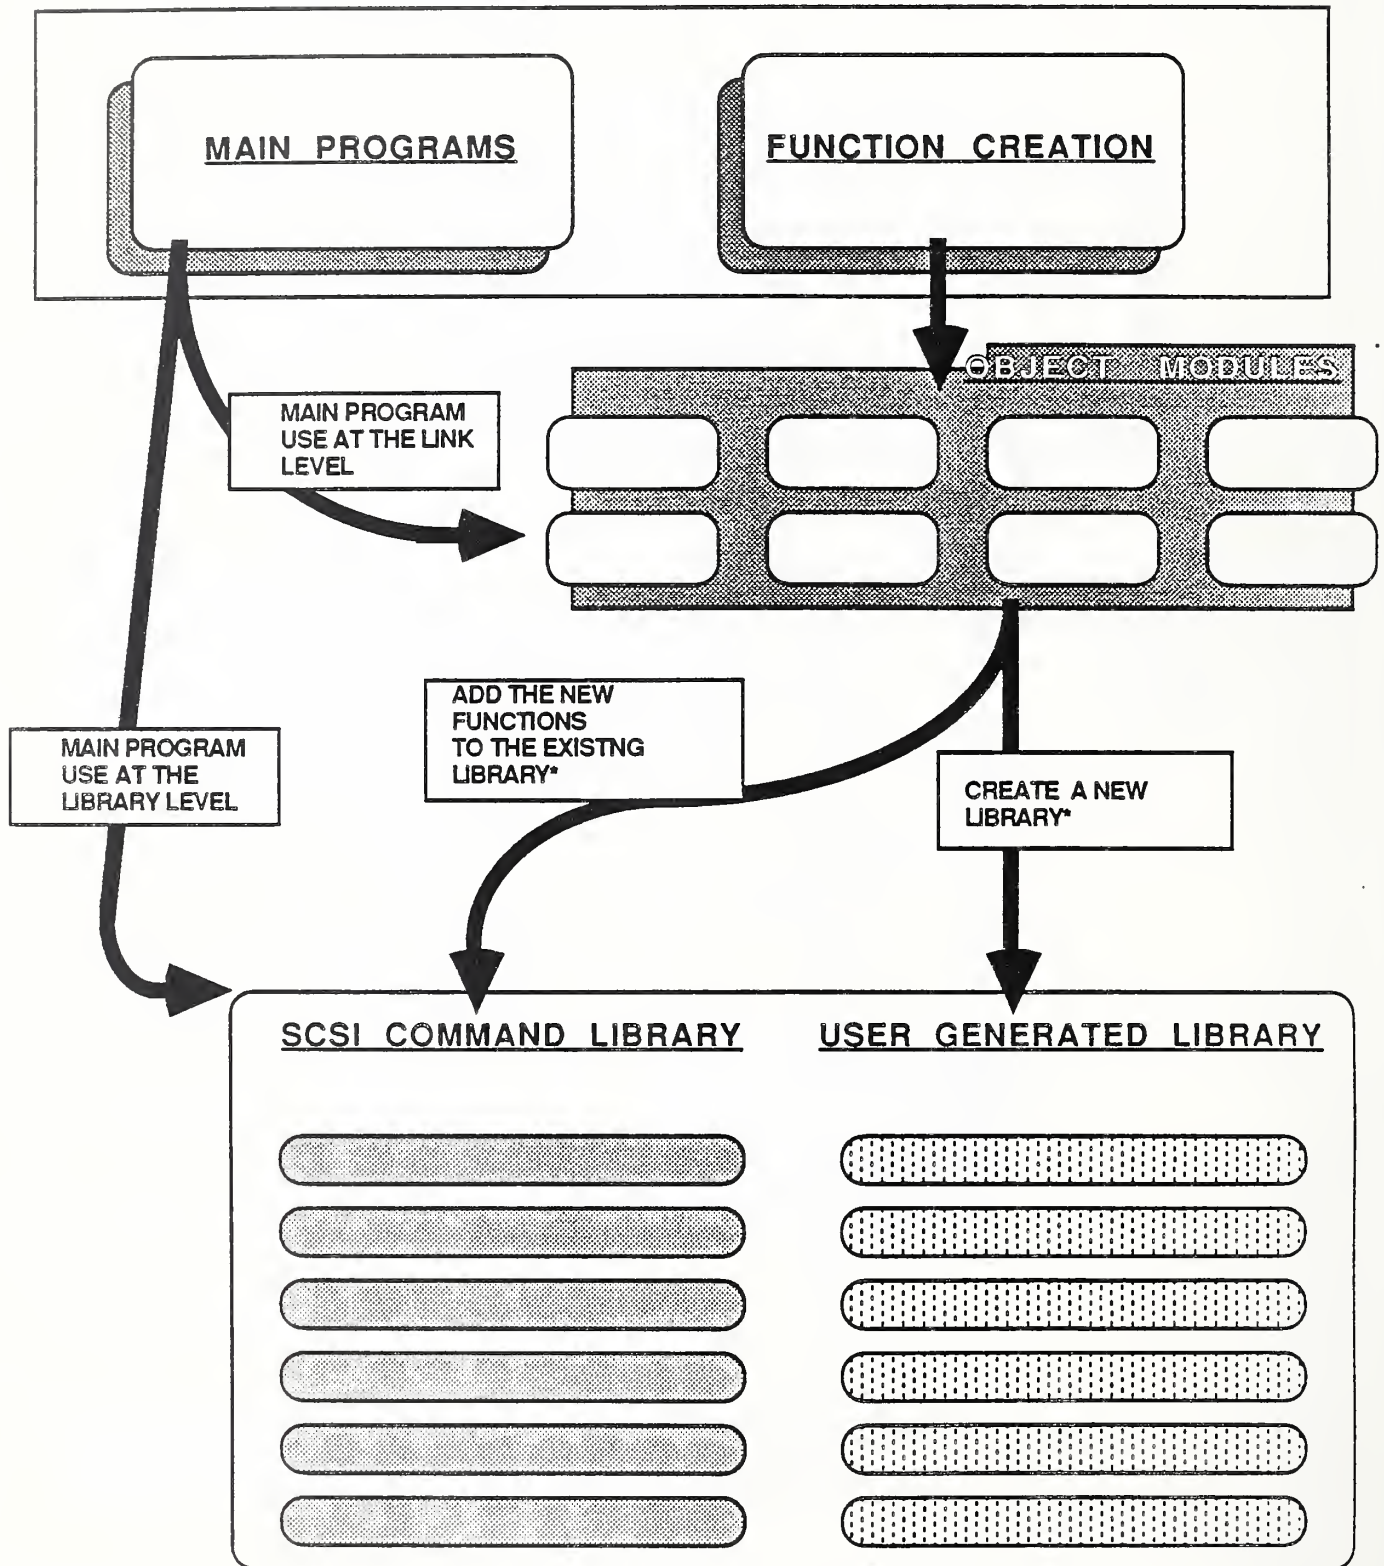 MAIN PROGRAMS
FUNCTION CREATION
OBJECT MODULES
MAIN PROGRAM
USE AT THE LINK
LEVEL
ADD THE NEW
FUNCTIONS
TO THE EXISTNG
LIBRARY*
MAIN PROGRAM
USE AT THE
LIBRARY LEVEL
CREATE A NEW
LIBRARY*
SCSI COMMAND LIBRARY
USER GENERATED LIBRARY